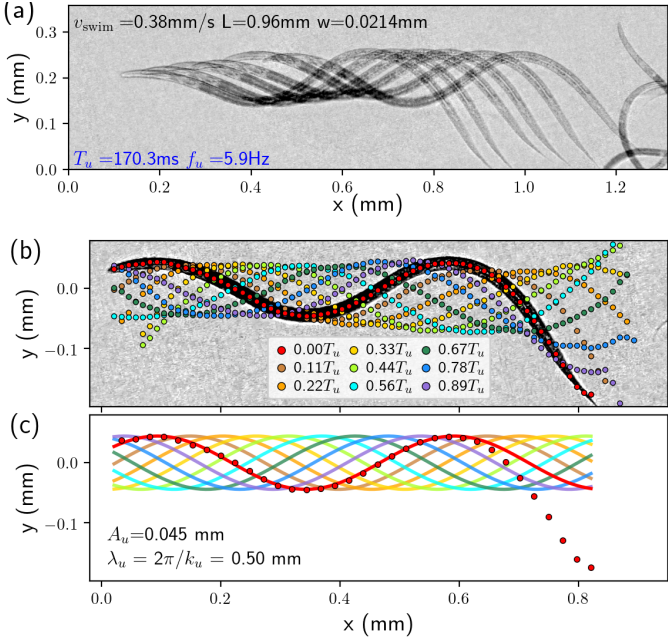 (a)
v_swim =0.38mm/s L=0.96mm w=0.0214mm
0.3
0.2
0.1
0.0
y (mm)
T_u =170.3ms f_u =5.9Hz
0.0 0.2 0.4 0.6 0.8 1.0 1.2
x (mm)
(b)
0.0
−0.1
y (mm)
0.00T_u 0.33T_u 0.67T_u
0.11T_u 0.44T_u 0.78T_u
0.22T_u 0.56T_u 0.89T_u
(c)
0.0
-0.1
y (mm)
A_u=0.045 mm
λ_u = 2π/k_u = 0.50 mm
0.0 0.2 0.4 0.6 0.8
x (mm)